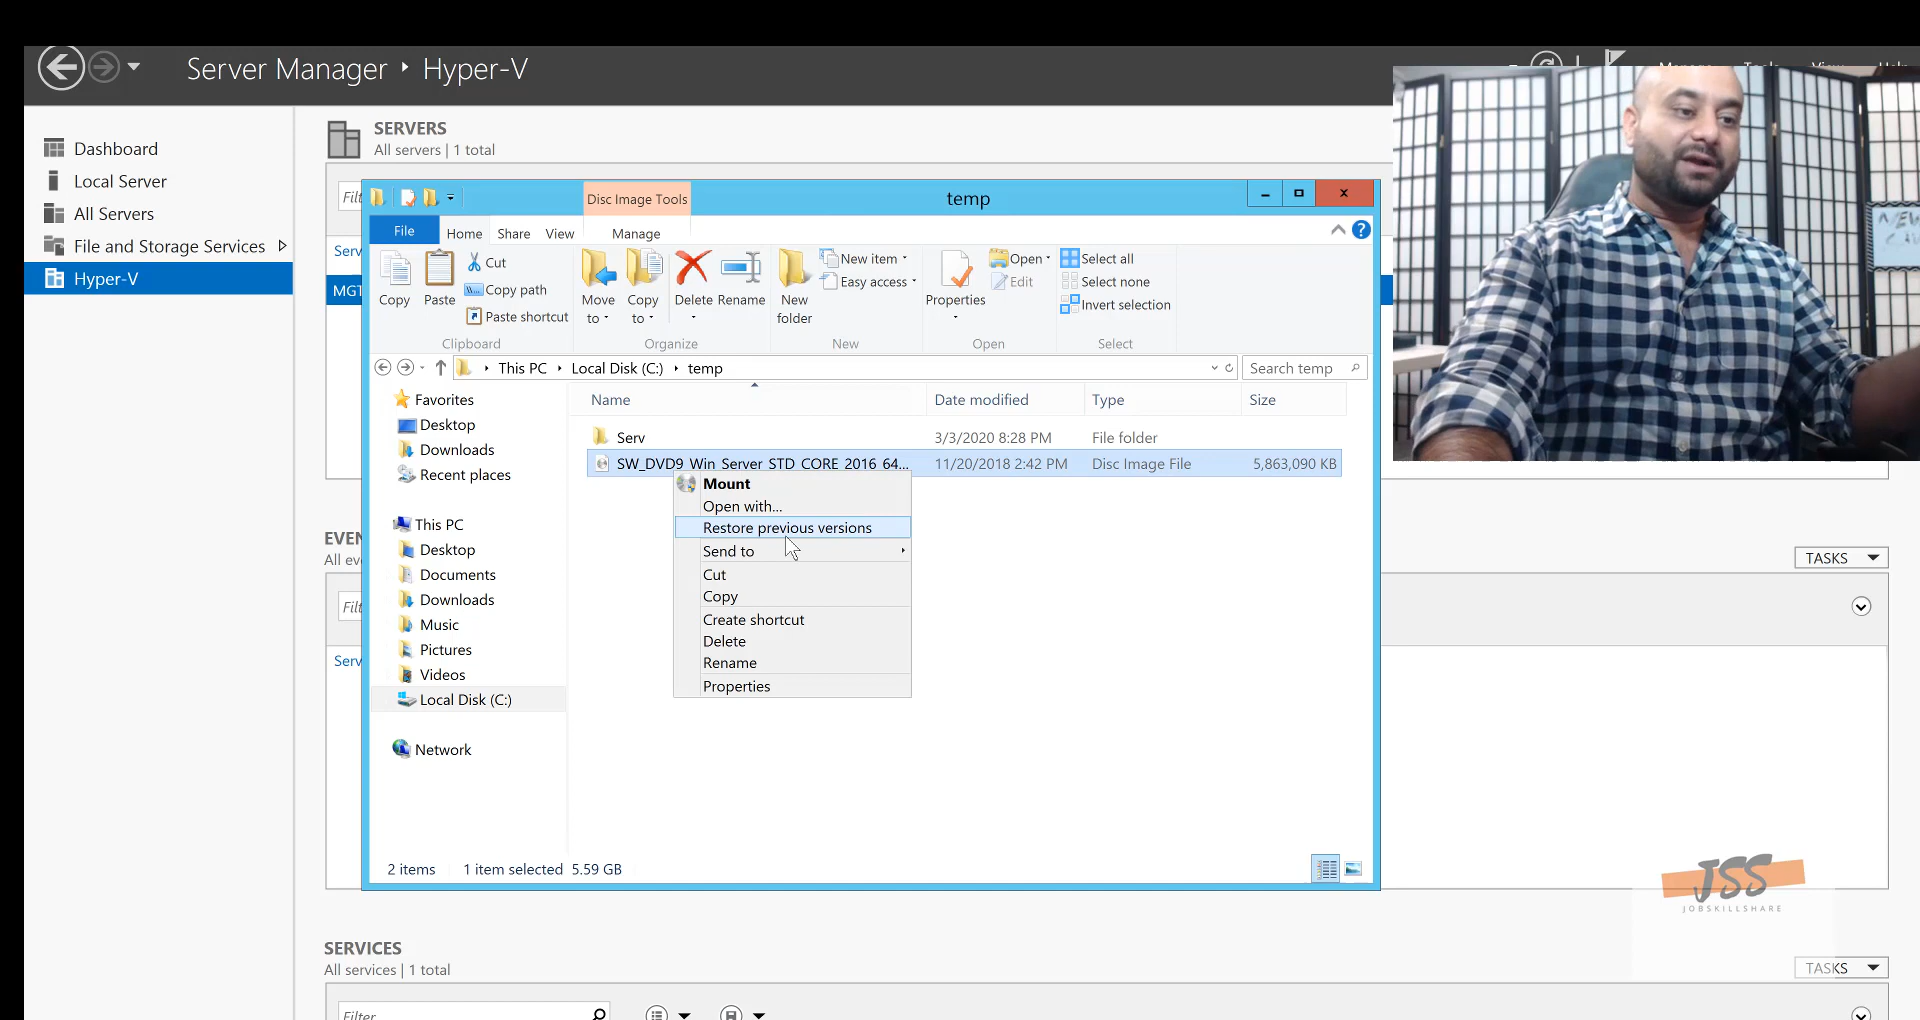 Server Manager ‣ Hyper-V
Dashboard
Local Server
All Servers
File and Storage Services
Hyper-V
SERVERS
All servers | 1 total
Disc Image Tools
temp
File
Home
Share
View
Manage
Copy
Paste
Cut
Copy path
Paste shortcut
Clipboard
Move to
Copy to
Delete
Rename
Organize
New folder
New item
Easy access
New
Properties
Open
Edit
Open
Select all
Select none
Invert selection
Select
This PC
Local Disk (C:)
temp
Search temp
Favorites
Desktop
Downloads
Recent places
This PC
Desktop
Documents
Downloads
Music
Pictures
Videos
Local Disk (C:)
Network
Name
Date modified
Type
Size
Serv
3/3/2020 8:28 PM
File folder
SW_DVD9_Win_Server_STD_CORE_2016_64...
11/20/2018 2:42 PM
Disc Image File
5,863,090 KB
Mount
Open with...
Restore previous versions
Send to
Cut
Copy
Create shortcut
Delete
Rename
Properties
2 items
1 item selected 5.59 GB
TASKS
JSS
JOBSKILLSHARE
SERVICES
All services | 1 total
TASKS
Filter